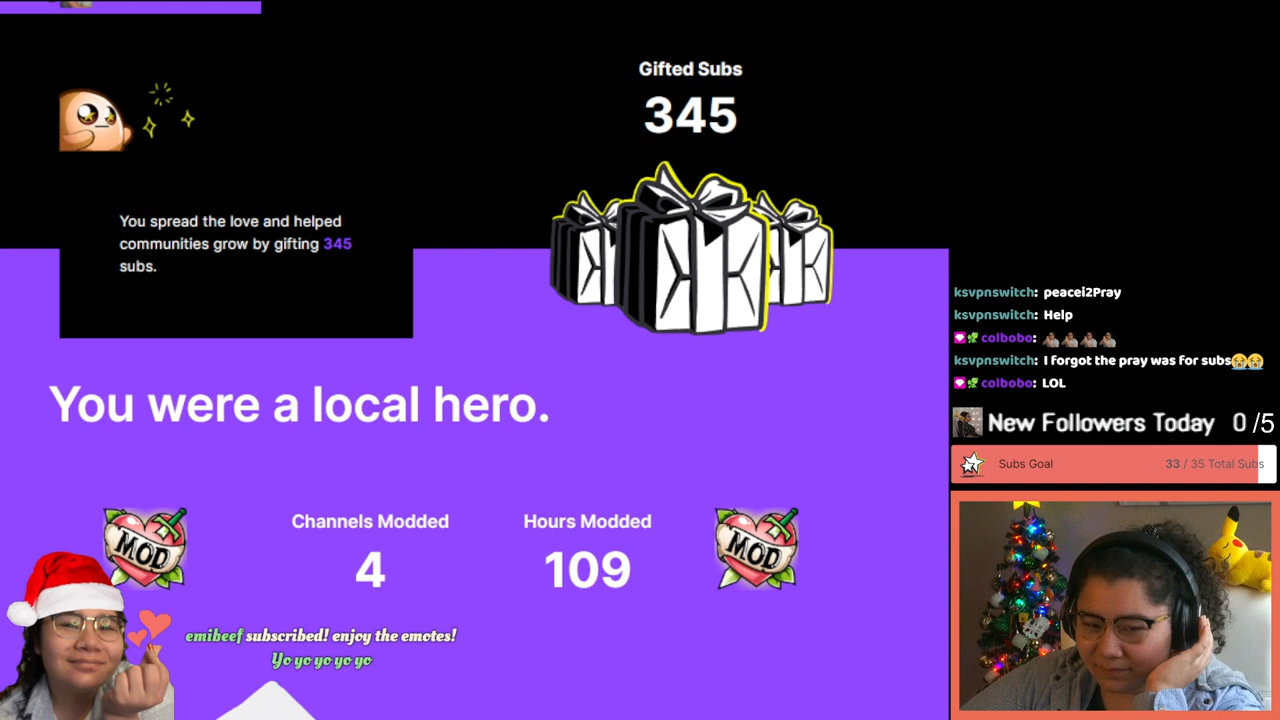 Gifted Subs
345
You spread the love and helped
communities grow by gifting 345
subs.
You were a local hero.
MOD
Channels Modded
4
Hours Modded
109
MOD
emibeef subscribed! enjoy the emotes!
Yo yo yo yo yo
ksvpnswitch: peacei2Pray
ksvpnswitch: Help
colbobo:
ksvpnswitch: I forgot the pray was for subs😭😭
colbobo: LOL
New Followers Today 0 /5
Subs Goal 33 / 35 Total Subs